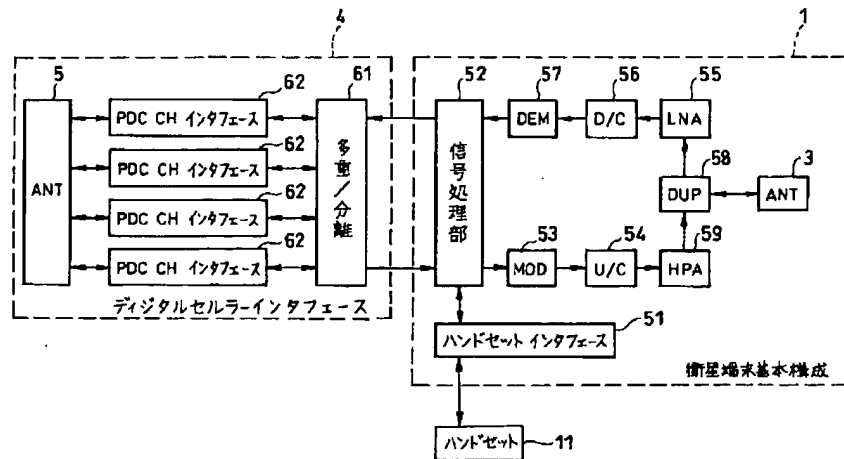 4
1
5
62
61
52
57
56
55
ANT
PDC CH インタフェース
62
PDC CH インタフェース
62
PDC CH インタフェース
62
PDC CH インタフェース
多重/分離
ディジタルセルラーインタフェース
信号処理部
DEM
D/C
LNA
58
3
DUP
ANT
53
54
59
MOD
U/C
HPA
51
ハンドセット インタフェース
衛星端末基本構成
ハンドセット
11